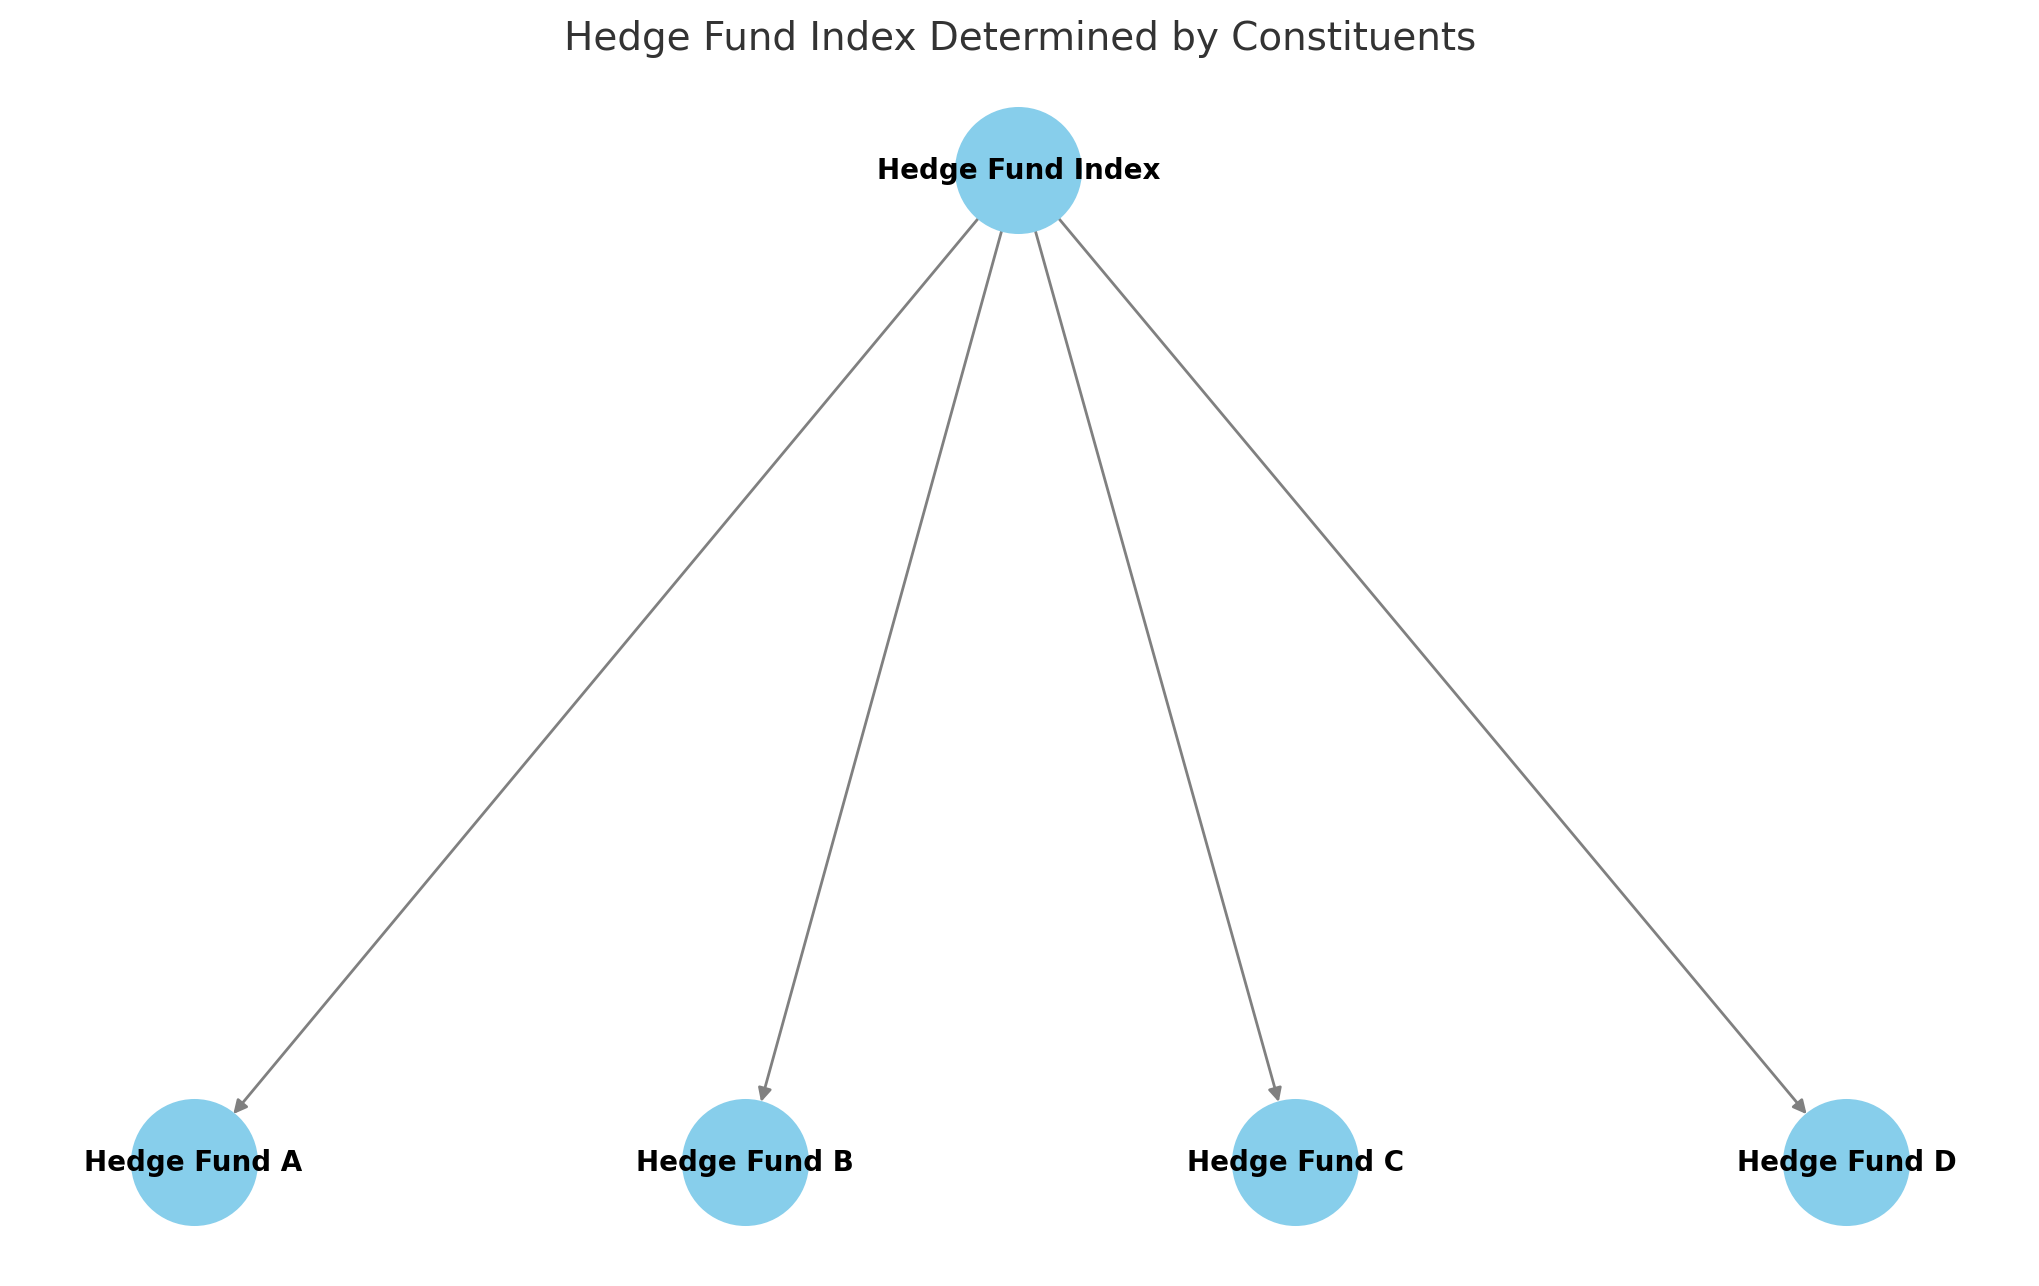 Hedge Fund Index Determined by Constituents
Hedge Fund Index
Hedge Fund A
Hedge Fund B
Hedge Fund C
Hedge Fund D